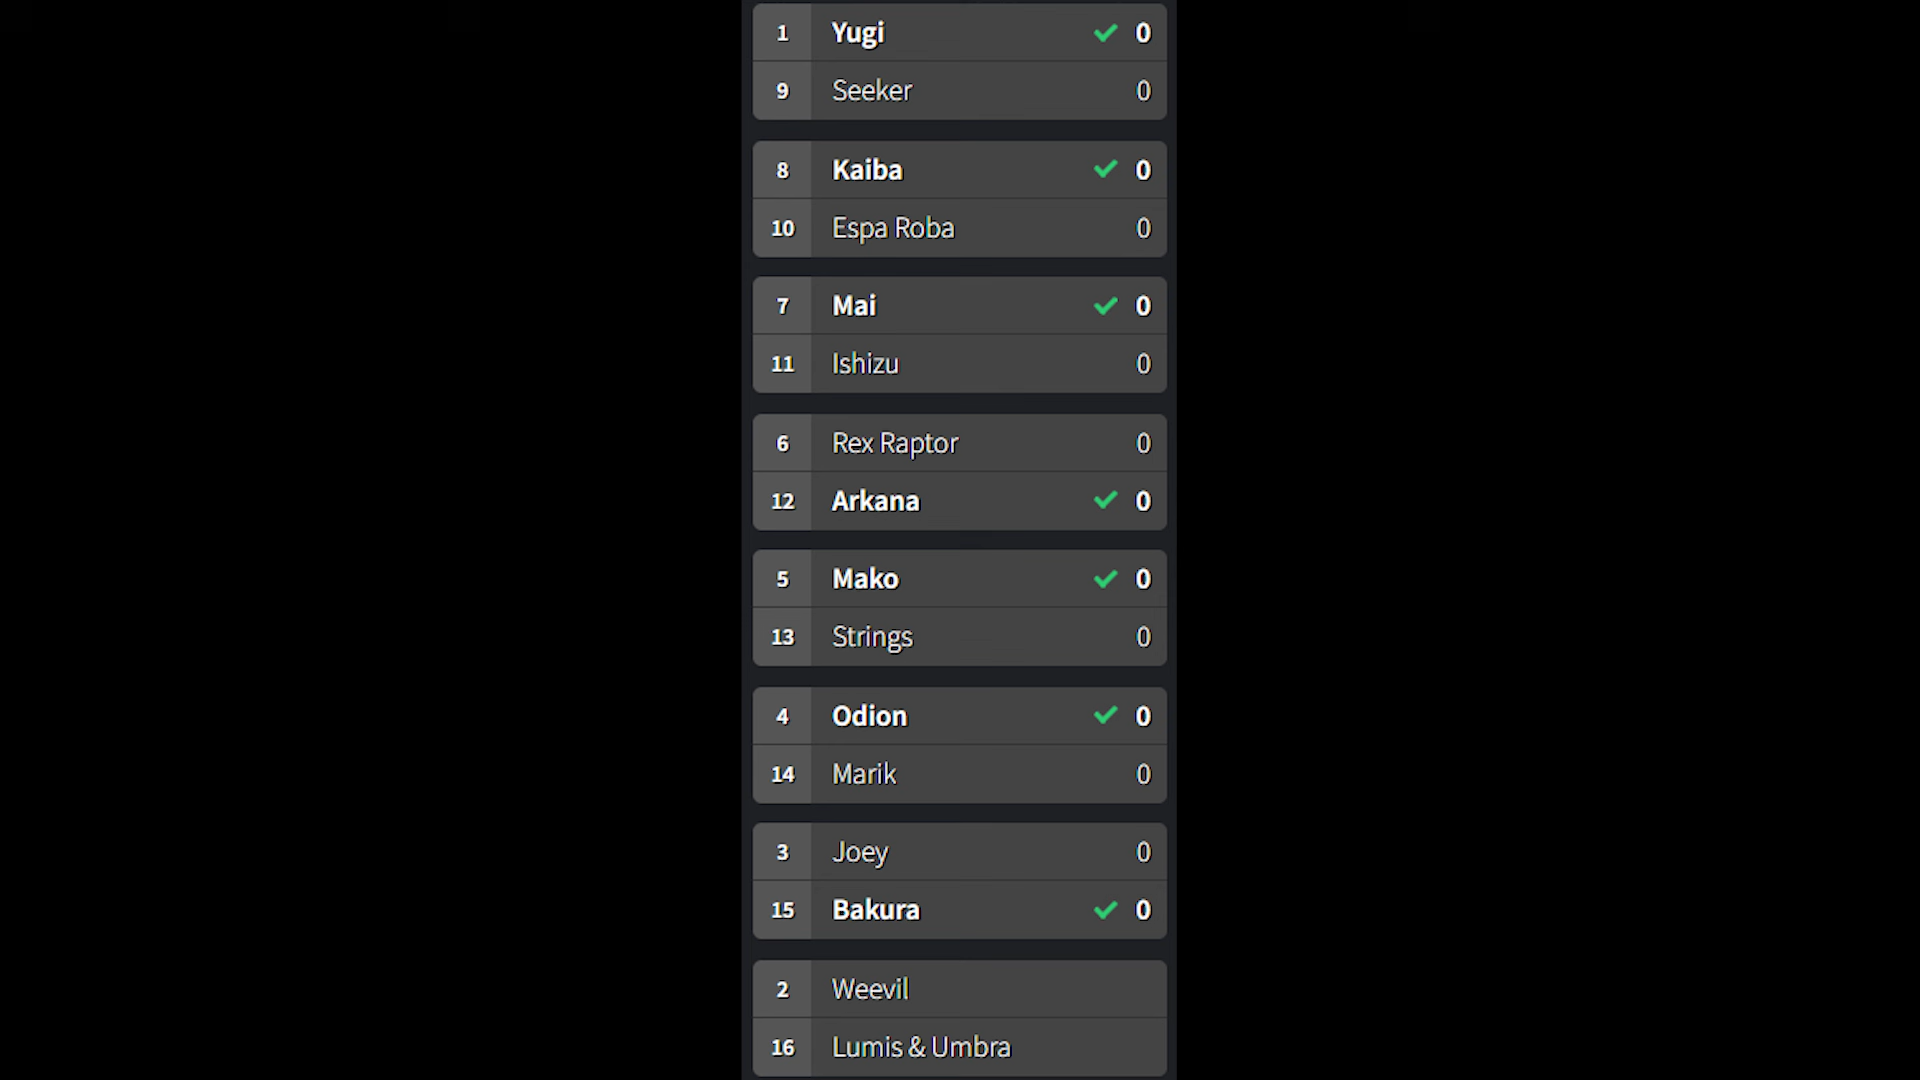 1 Yugi 0
9 Seeker 0
8 Kaiba 0
10 Espa Roba 0
7 Mai 0
11 Ishizu 0
6 Rex Raptor 0
12 Arkana 0
5 Mako 0
13 Strings 0
4 Odion 0
14 Marik 0
3 Joey 0
15 Bakura 0
2 Weevil
16 Lumis & Umbra